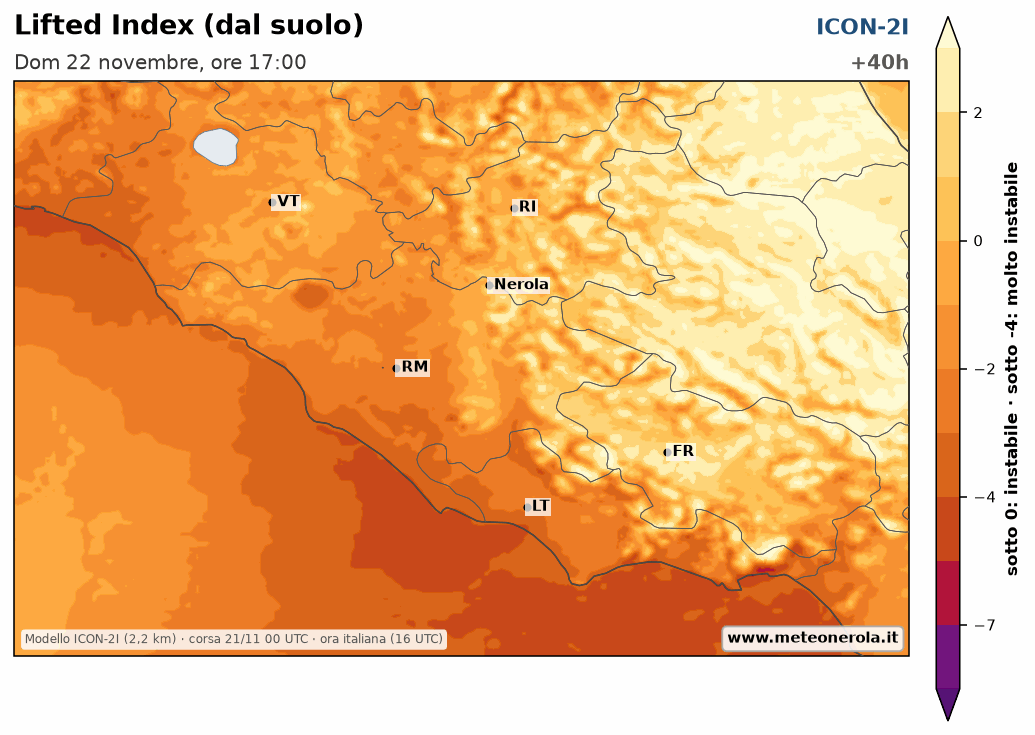 Lifted Index (dal suolo)
ICON-2I
Dom 22 novembre, ore 17:00
+40h
VT
RI
Nerola
RM
FR
LT
2
0
−2
−4
−7
sotto 0: instabile · sotto -4: molto instabile
Modello ICON-2I (2,2 km) · corsa 21/11 00 UTC · ora italiana (16 UTC)
www.meteonerola.it